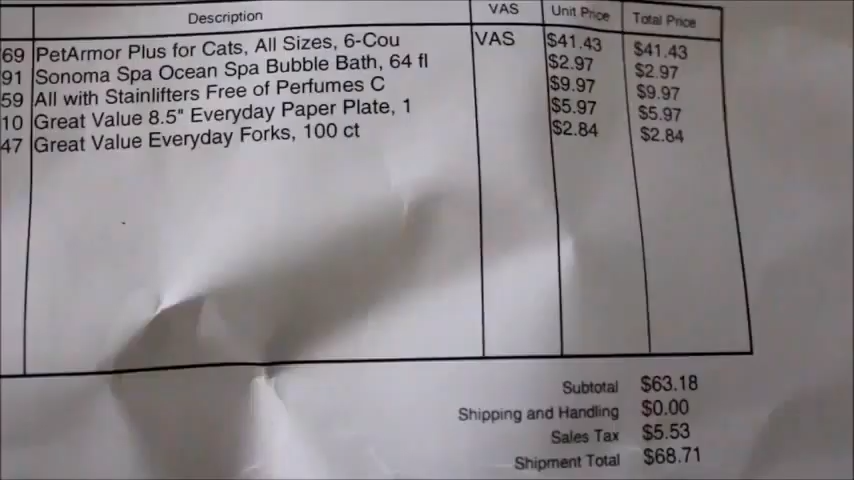 Description VAS Unit Price Total Price
69 PetArmor Plus for Cats, All Sizes, 6-Cou VAS $41.43 $41.43
91 Sonoma Spa Ocean Spa Bubble Bath, 64 fl $2.97 $2.97
59 All with Stainlifters Free of Perfumes C $9.97 $9.97
10 Great Value 8.5" Everyday Paper Plate, 1 $5.97 $5.97
47 Great Value Everyday Forks, 100 ct $2.84 $2.84
Subtotal $63.18
Shipping and Handling $0.00
Sales Tax $5.53
Shipment Total $68.71